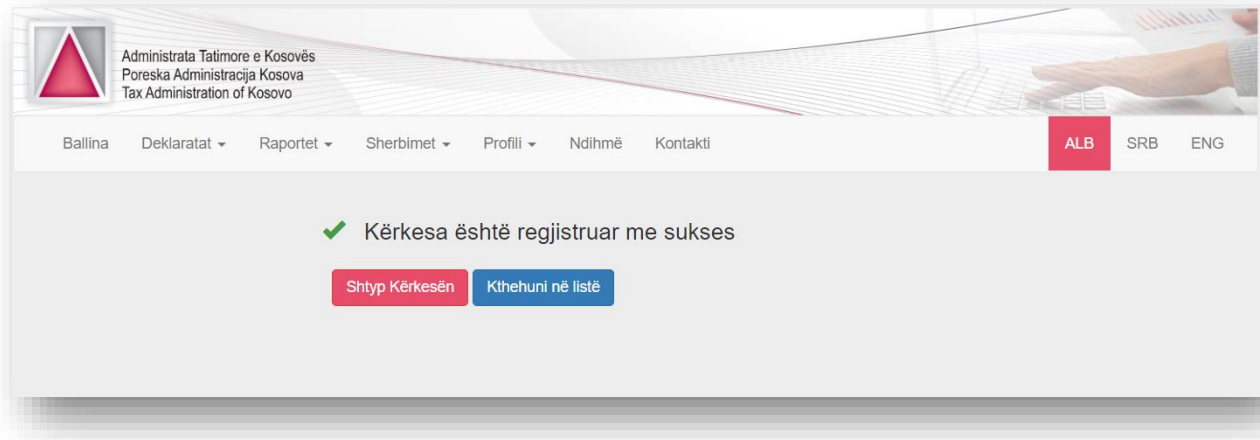 Administrata Tatimore e Kosovës
Poreska Administracija Kosova
Tax Administration of Kosovo
Ballina Deklaratat Raportet Sherbimet Profili Ndihmë Kontakti ALB SRB ENG
Kërkesa është regjistruar me sukses
Shtyp Kërkesën Kthehuni në listë